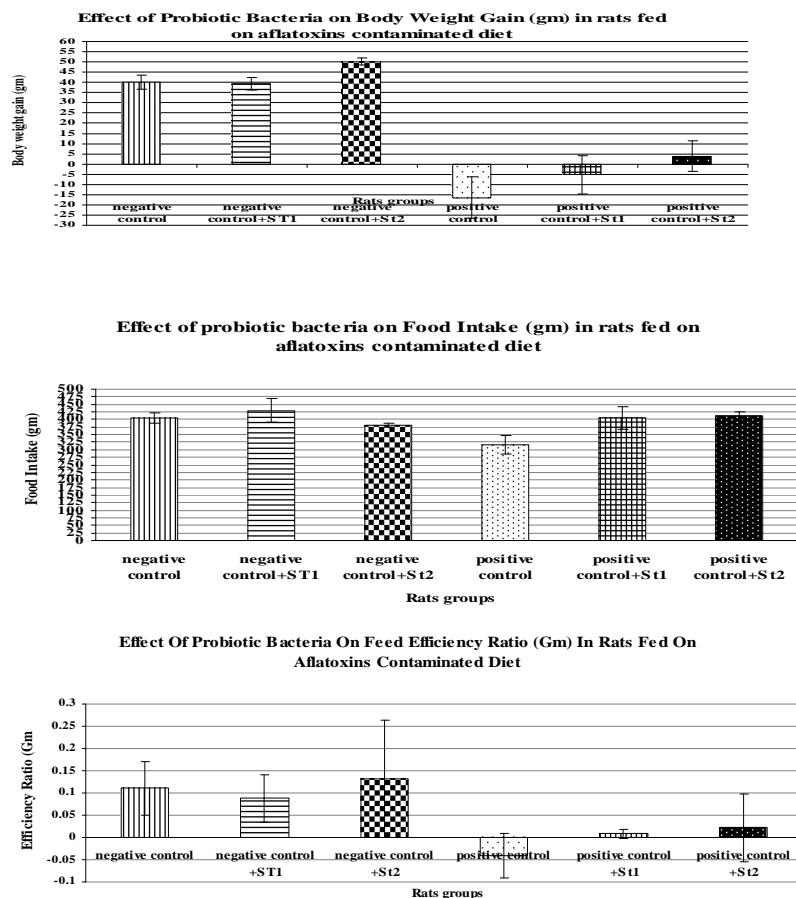 Effect of Probiotic Bacteria on Body Weight Gain (gm) in rats fed
on aflatoxins contaminated diet
Body weight gain (gm)
60
55
50
45
40
35
30
25
20
15
10
5
0
-5
-10
-15
-20
-25
-30
Rats groups
negative control
negative control+ST1
negative control+St2
positive control
positive control+St1
positive control+St2
Effect of probiotic bacteria on Food Intake (gm) in rats fed on
aflatoxins contaminated diet
Food Intake (gm)
500
475
450
425
400
375
350
325
300
275
250
225
200
175
150
125
100
75
50
25
0
negative control
negative control+ST1
negative control+St2
positive control
positive control+St1
positive control+St2
Rats groups
Effect Of Probiotic Bacteria On Feed Efficiency Ratio (Gm) In Rats Fed On
Aflatoxins Contaminated Diet
Efficiency Ratio (Gm
0.3
0.25
0.2
0.15
0.1
0.05
0
-0.05
-0.1
negative control
negative control +ST1
negative control +St2
positive control
positive control +St1
positive control +St2
Rats groups